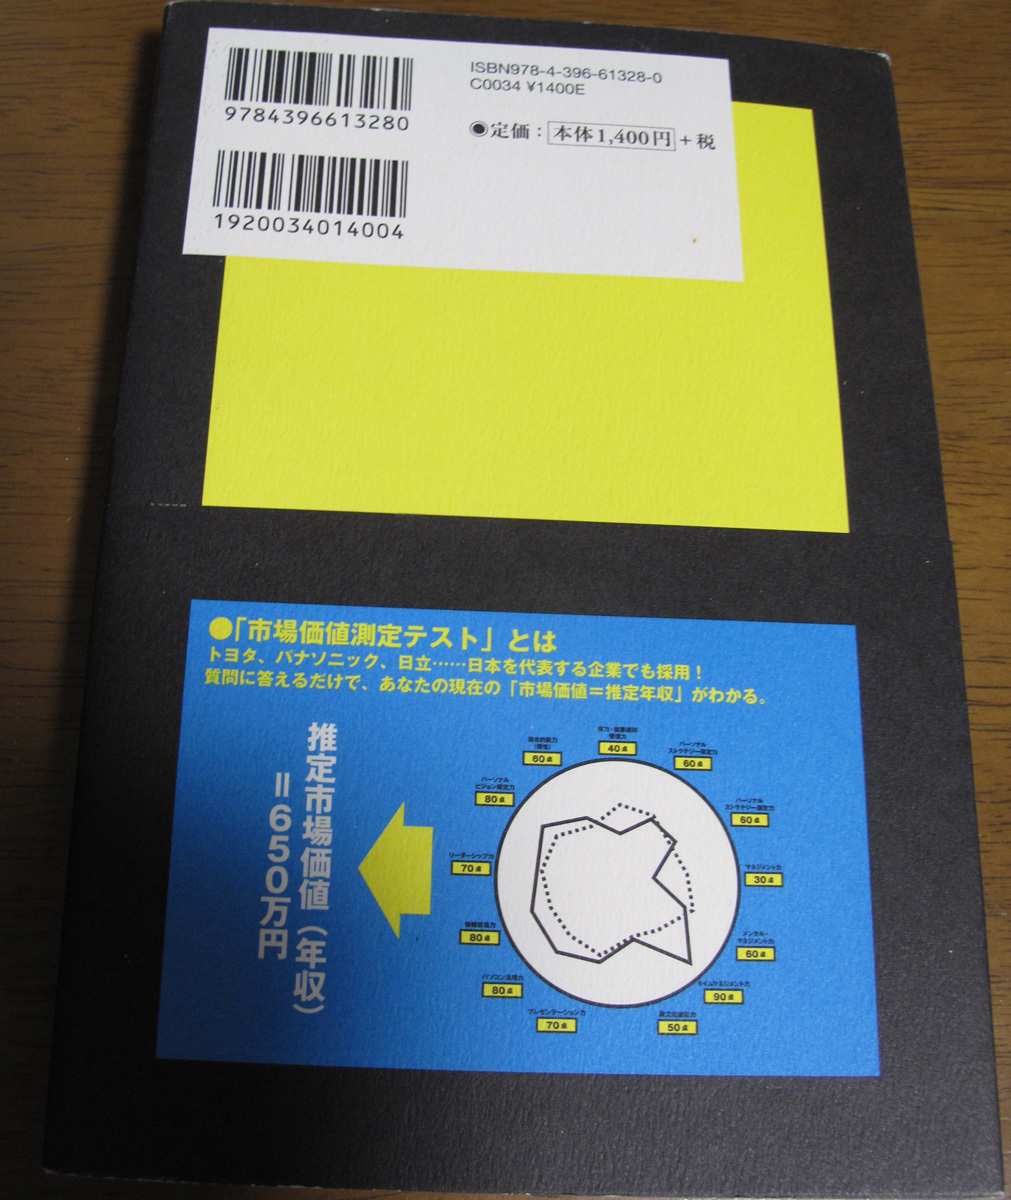 9784396613280
1920034014004
ISBN978-4-396-61328-0
C0034 ¥1400E
●定価：本体1,400円＋税
●「市場価値測定テスト」とは
トヨタ、パナソニック、日立……日本を代表する企業でも採用！
質問に答えるだけで、あなたの現在の「市場価値＝推定年収」がわかる。
推定市場価値（年収）
＝650万円
40点
パーソナル
60点
パーソナル
60点
マネジメント力
30点
メンタル・
マネジメント力
60点
タイムマネジメント力
90点
異文化適応力
50点
プレゼンテーション力
70点
パソコン活用力
80点
80点
リーダーシップ力
70点
パーソナル
ビジョン設定力
80点
60点